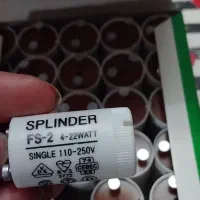 SPLINDER
FS-2 4-22WATT
SINGLE 110-250V